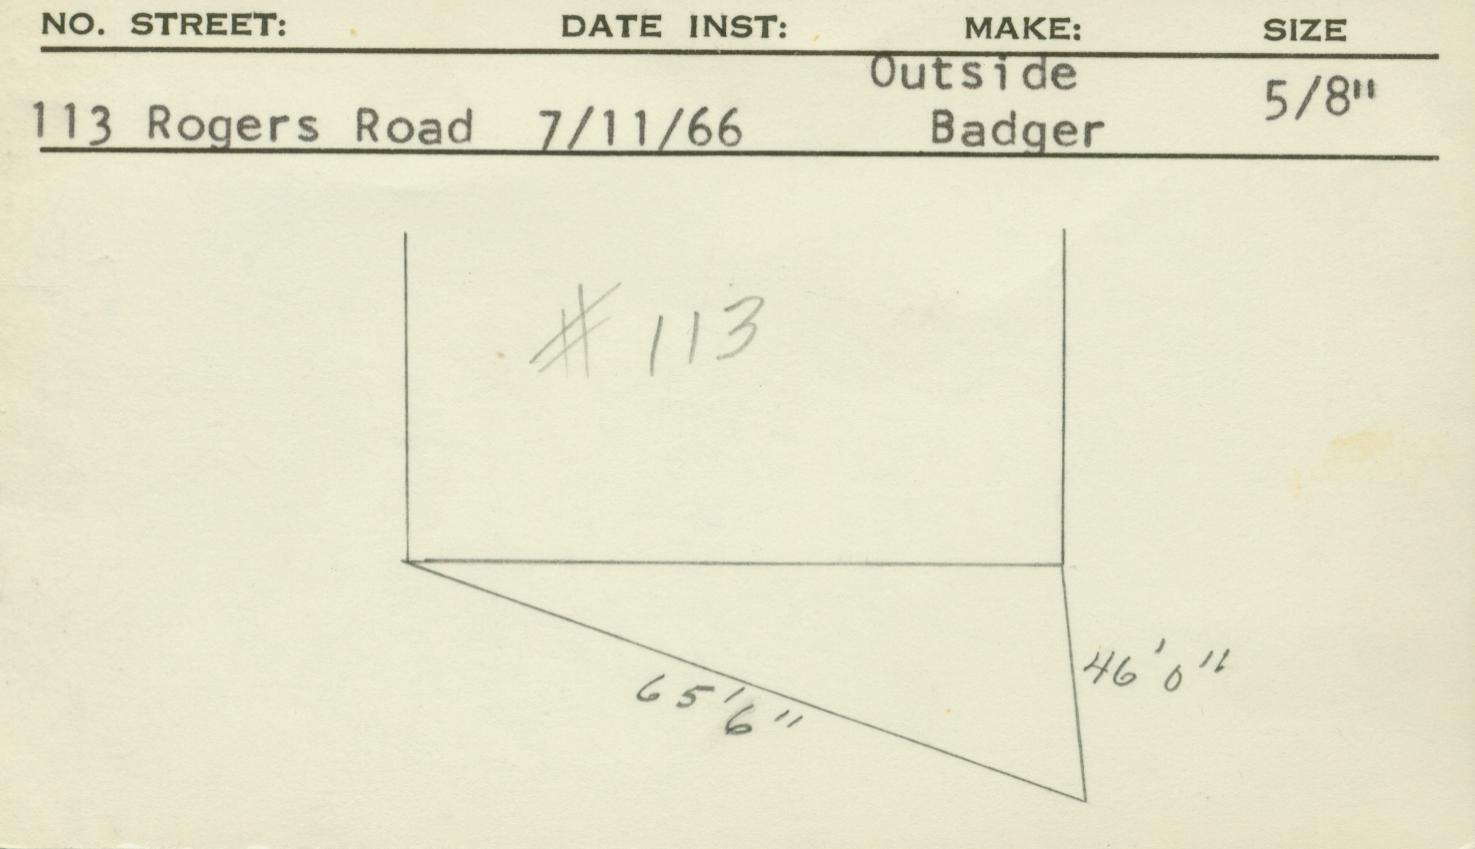 NO. STREET: DATE INST: MAKE: SIZE
Outside 5/8"
113 Rogers Road 7/11/66 Badger
# 113
46'0"
65'6"